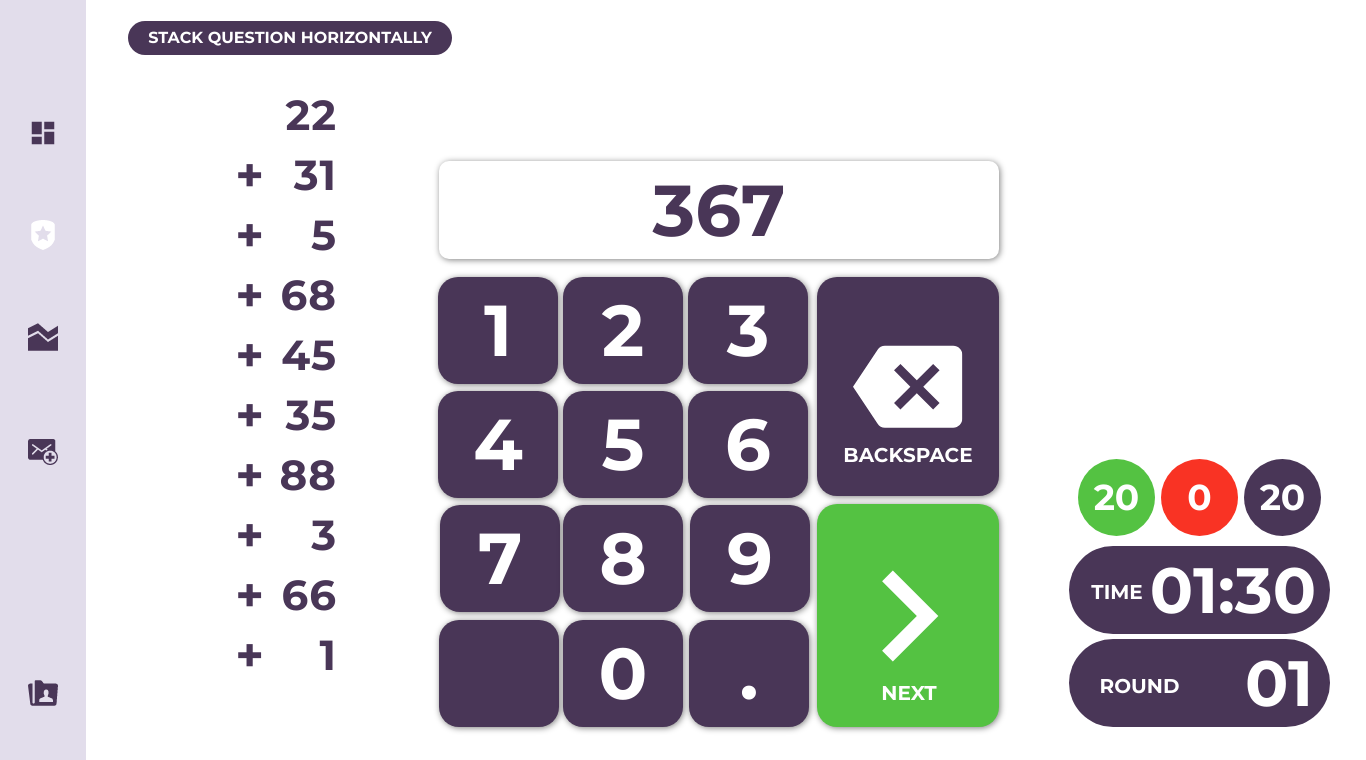 STACK QUESTION HORIZONTALLY
22
+ 31
+ 5
+ 68
+ 45
+ 35
+ 88
+ 3
+ 66
+ 1
367
1 2 3
4 5 6
BACKSPACE
7 8 9
0 .
NEXT
20 0 20
TIME 01:30
ROUND 01